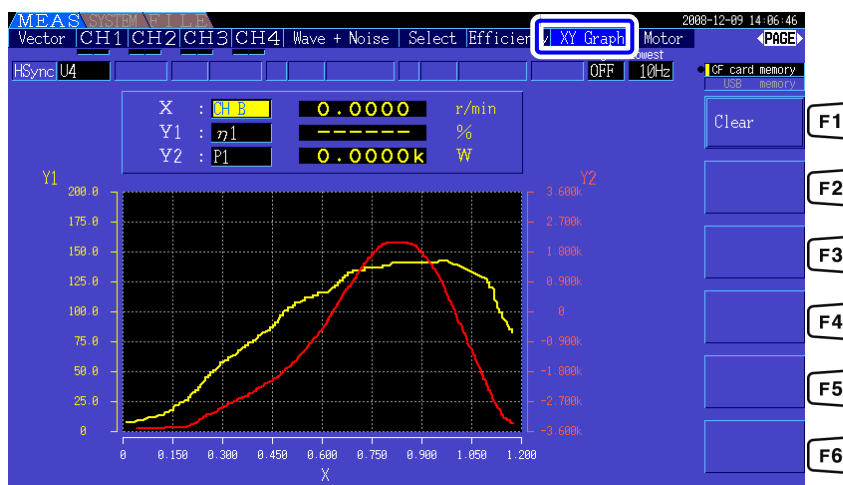 MEAS SYSTEM FILE 2008-12-09 14:06:46
Vector CH1 CH2 CH3 CH4 Wave + Noise Select Efficien XY Graph Motor PAGE
HSync U4 OFF 10Hz CF card memory
USB memory
X : CH B 0.0000 r/min
Y1 : η1 ------ %
Y2 : P1 0.0000k W
Clear
F1
F2
F3
F4
F5
F6
Y1 Y2
200.0 3.600k
175.0 2.700k
150.0 1.800k
125.0 0.900k
100.0 0
75.0 -0.900k
50.0 -1.800k
25.0 -2.700k
0 -3.600k
0 0.150 0.300 0.450 0.600 0.750 0.900 1.050 1.200
X